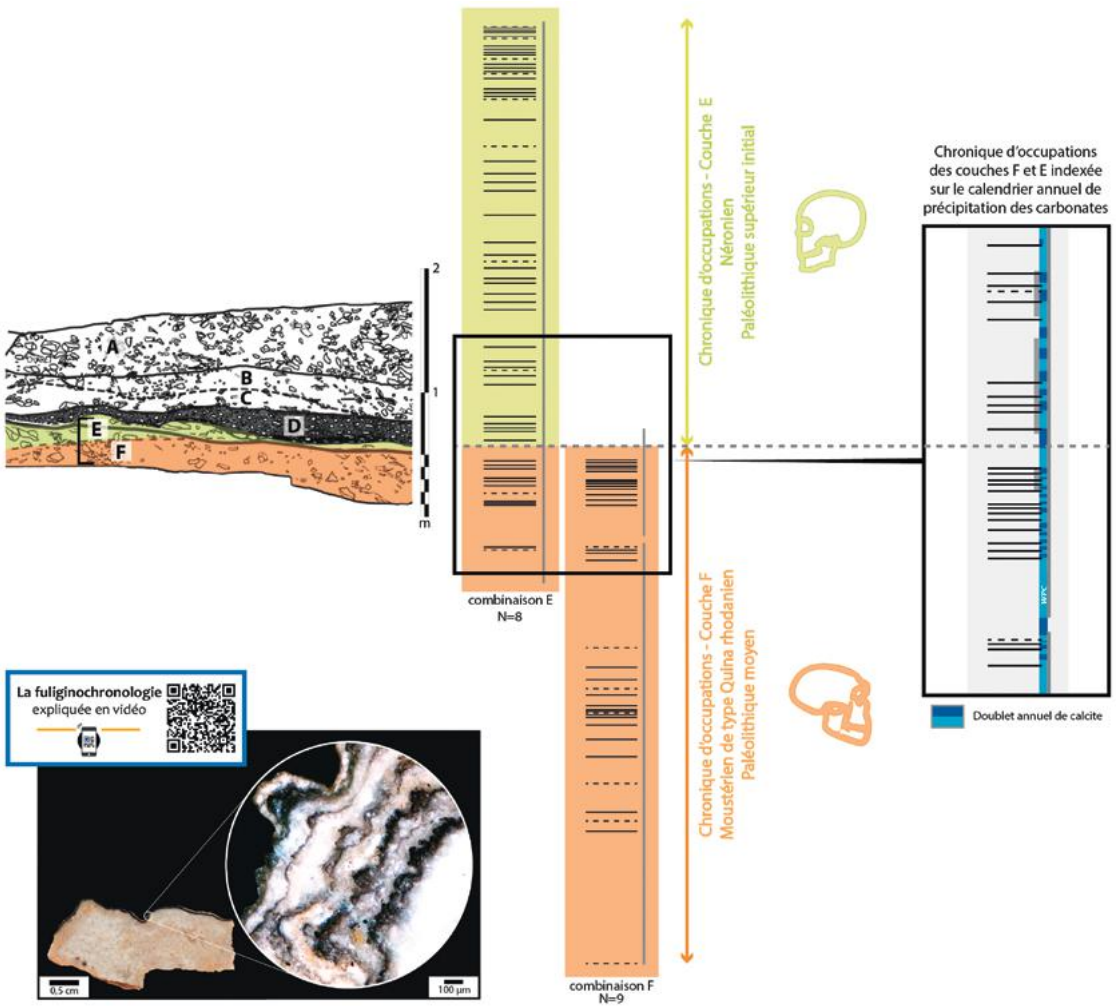 A
B
C
D
E
F
2
1
m
combinaison E
N=8
combinaison F
N=9
Chronique d'occupations - Couche E
Néronien
Paléolithique supérieur initial
Chronique d'occupations - Couche F
Moustérien de type Quina rhodanien
Paléolithique moyen
Chronique d'occupations
des couches F et E indexée
sur le calendrier annuel de
précipitation des carbonates
WPC
Doublet annuel de calcite
La fuliginochronologie
expliquée en vidéo
0,5 cm
100 µm